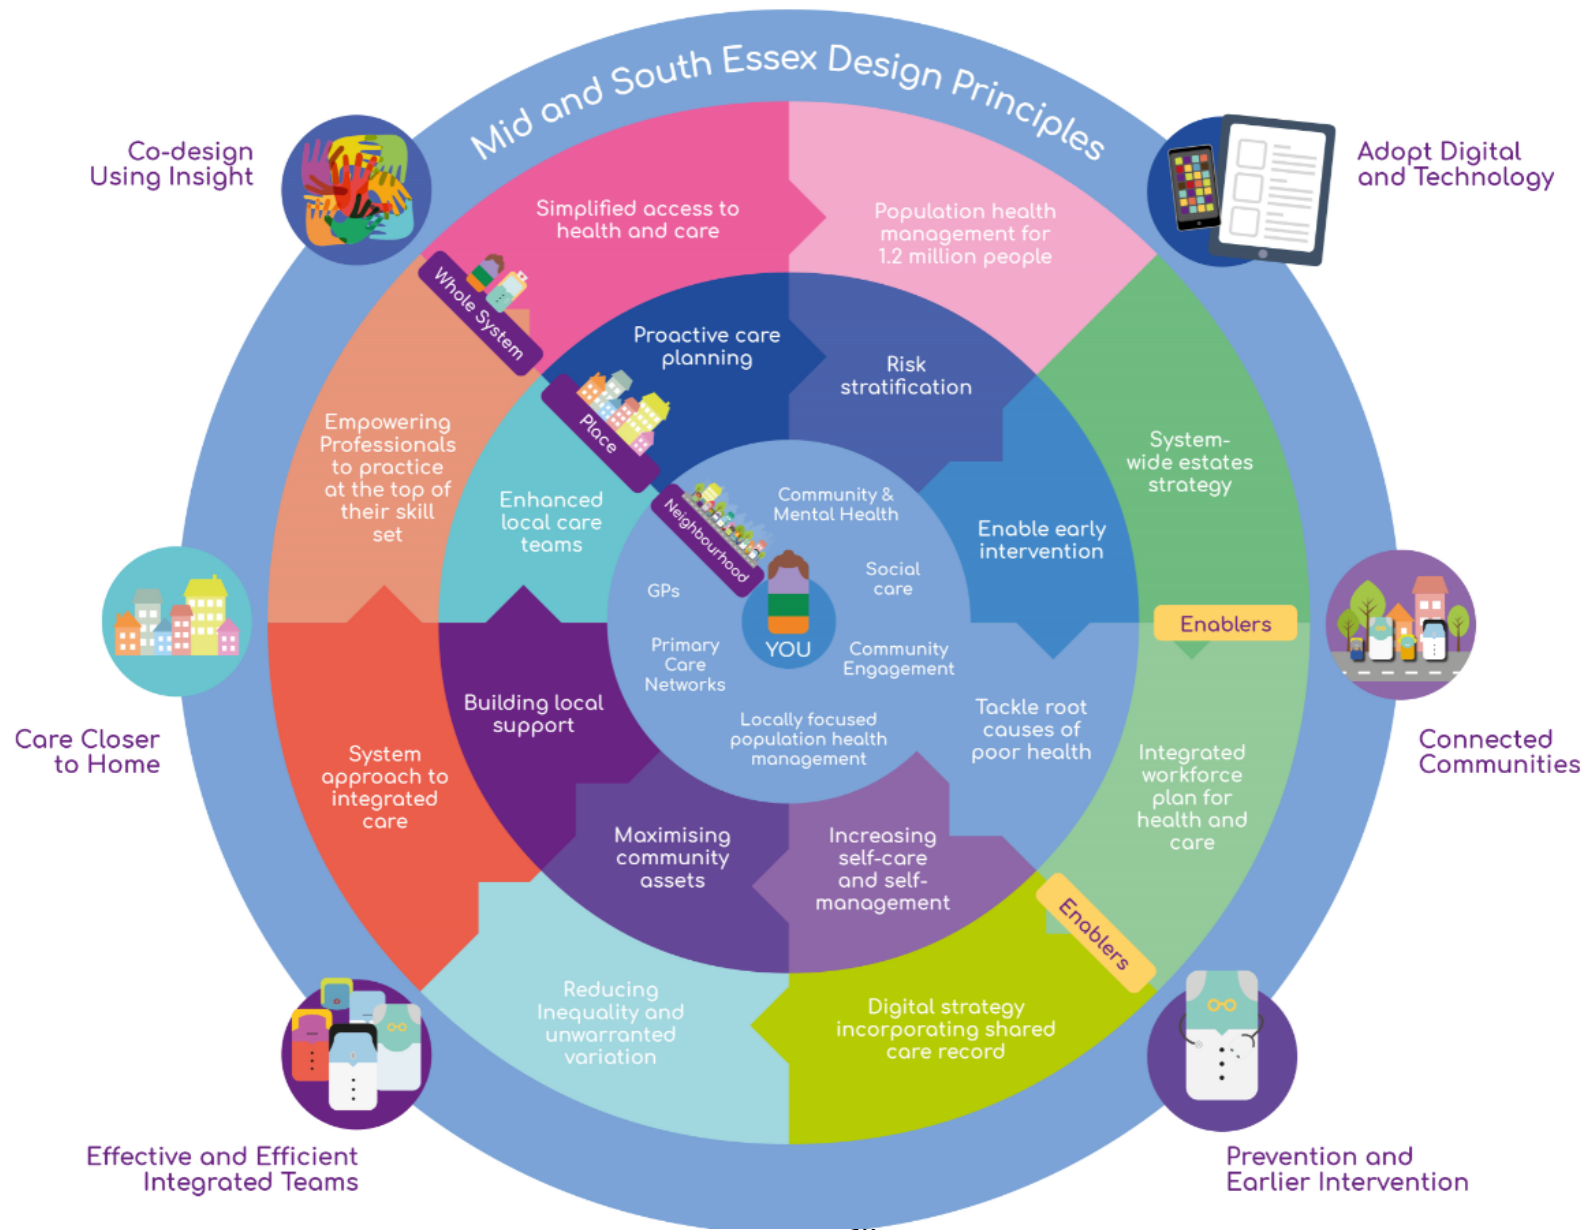 Mid and South Essex Design Principles
Co-design
Using Insight
Adopt Digital
and Technology
Simplified access to
health and care
Population health
management for
1.2 million people
Whole System
Proactive care
planning
Risk
stratification
Place
Empowering
Professionals
to practice
at the top of
their skill
set
System-
wide estates
strategy
Enhanced
local care
teams
Neighbourhood
Community &
Mental Health
Enable early
intervention
GPs
Social
care
YOU
Enablers
Primary
Care
Networks
Community
Engagement
Building local
support
Locally focused
population health
management
Tackle root
causes of
poor health
Care Closer
to Home
Connected
Communities
System
approach to
integrated
care
Integrated
workforce
plan for
health and
care
Maximising
community
assets
Increasing
self-care
and self-
management
Enablers
Reducing
Inequality and
unwarranted
variation
Digital strategy
incorporating shared
care record
Effective and Efficient
Integrated Teams
Prevention and
Earlier Intervention